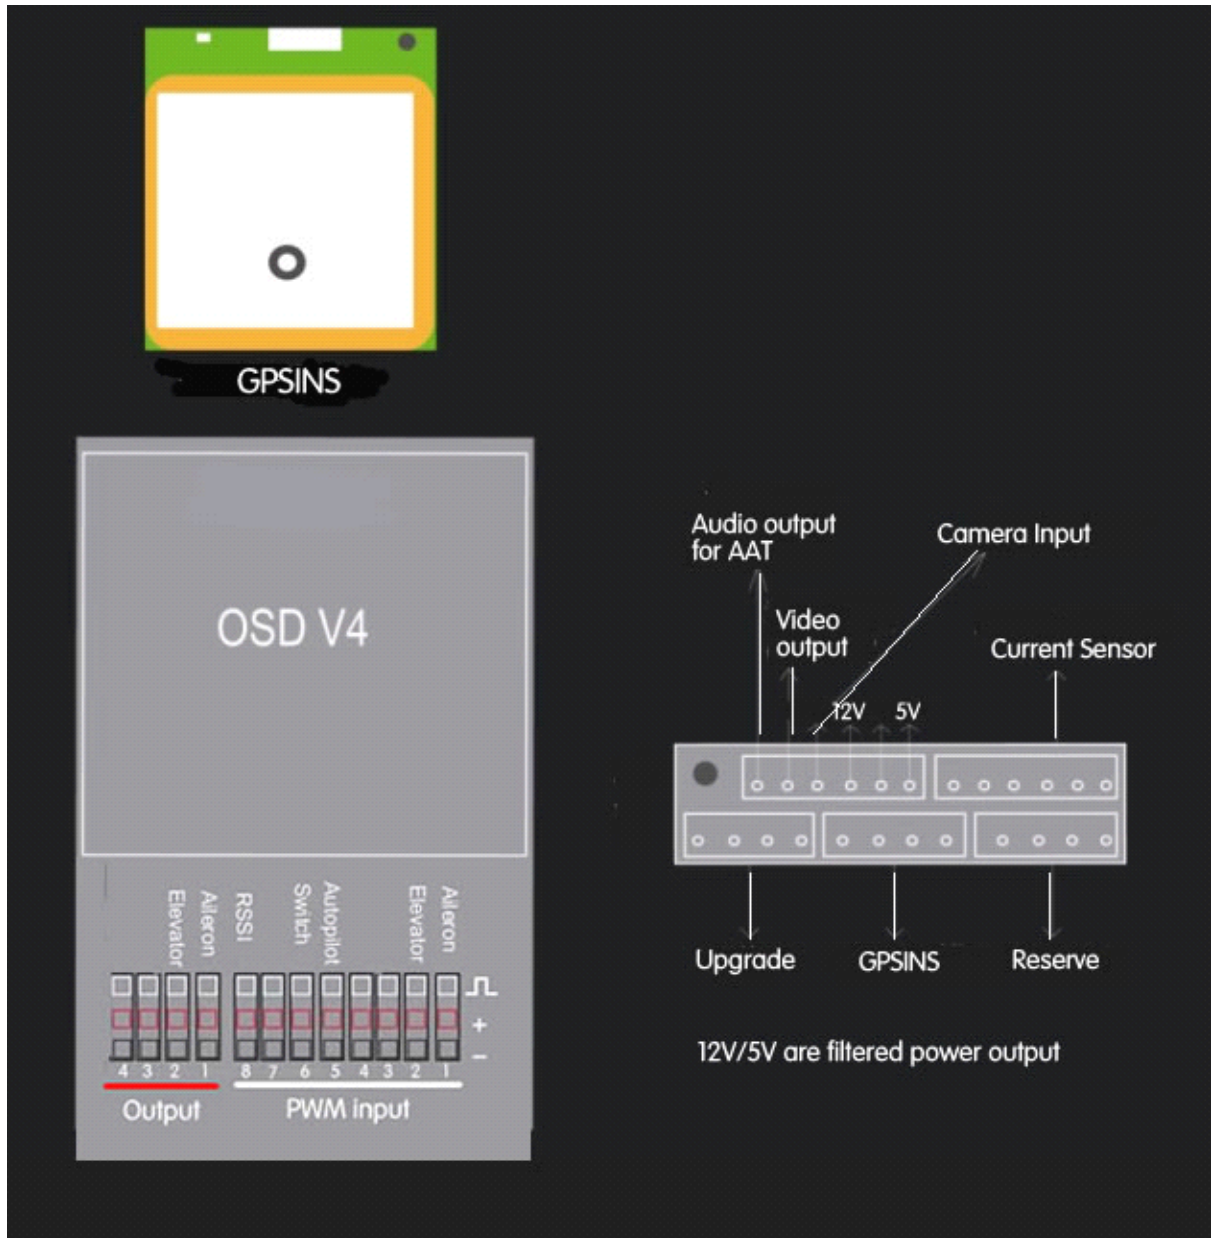 GPSINS
OSD V4
Aileron
Elevator
RSSI
Switch
Autopilot
Elevator
Aileron
+
−
4 3 2 1 8 7 6 5 4 3 2 1
Output
PWM input
Audio output
for AAT
Camera Input
Video
output
Current Sensor
12V
5V
Upgrade
GPSINS
Reserve
12V/5V are filtered power output